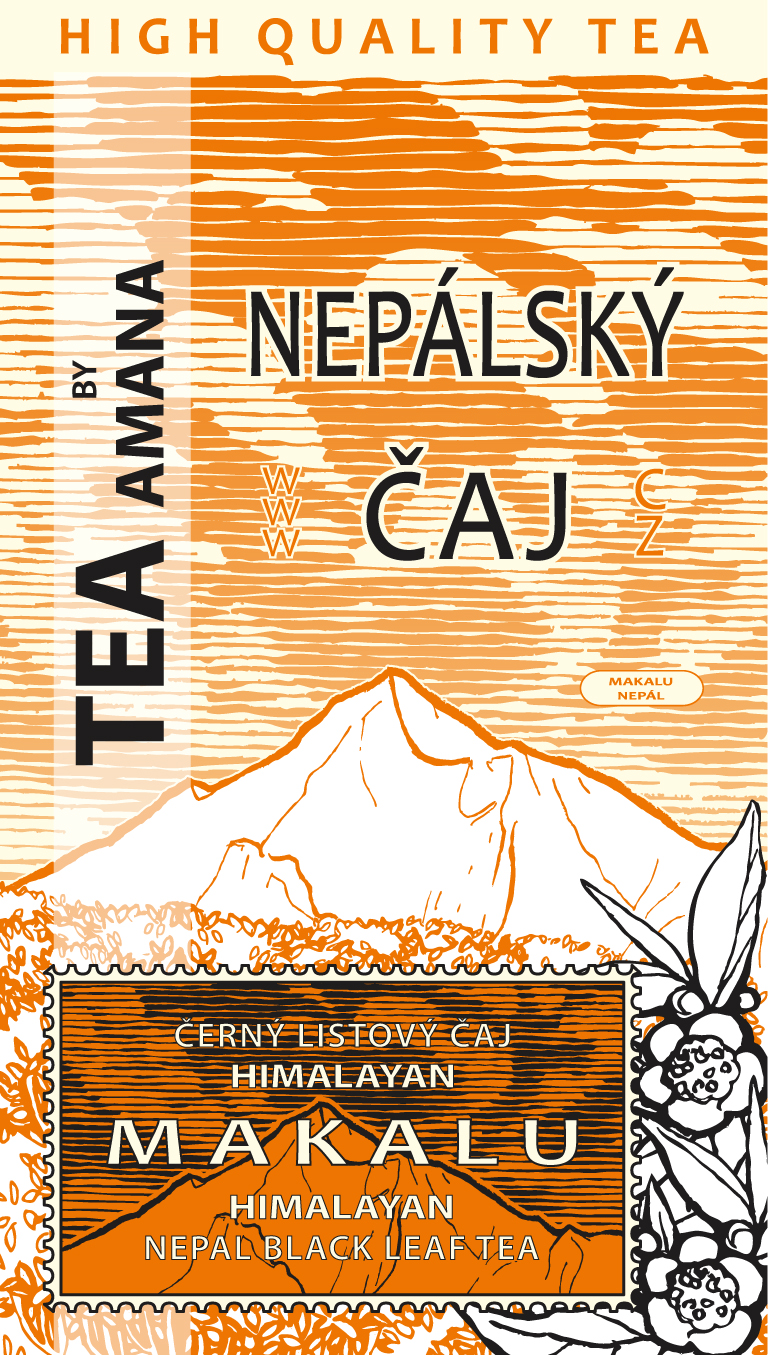 HIGH QUALITY TEA
TEA BY AMANA
NEPÁLSKÝ
WWW ČAJ CZ
MAKALU
NEPÁL
ČERNÝ LISTOVÝ ČAJ
HIMALAYAN
MAKALU
HIMALAYAN
NEPAL BLACK LEAF TEA